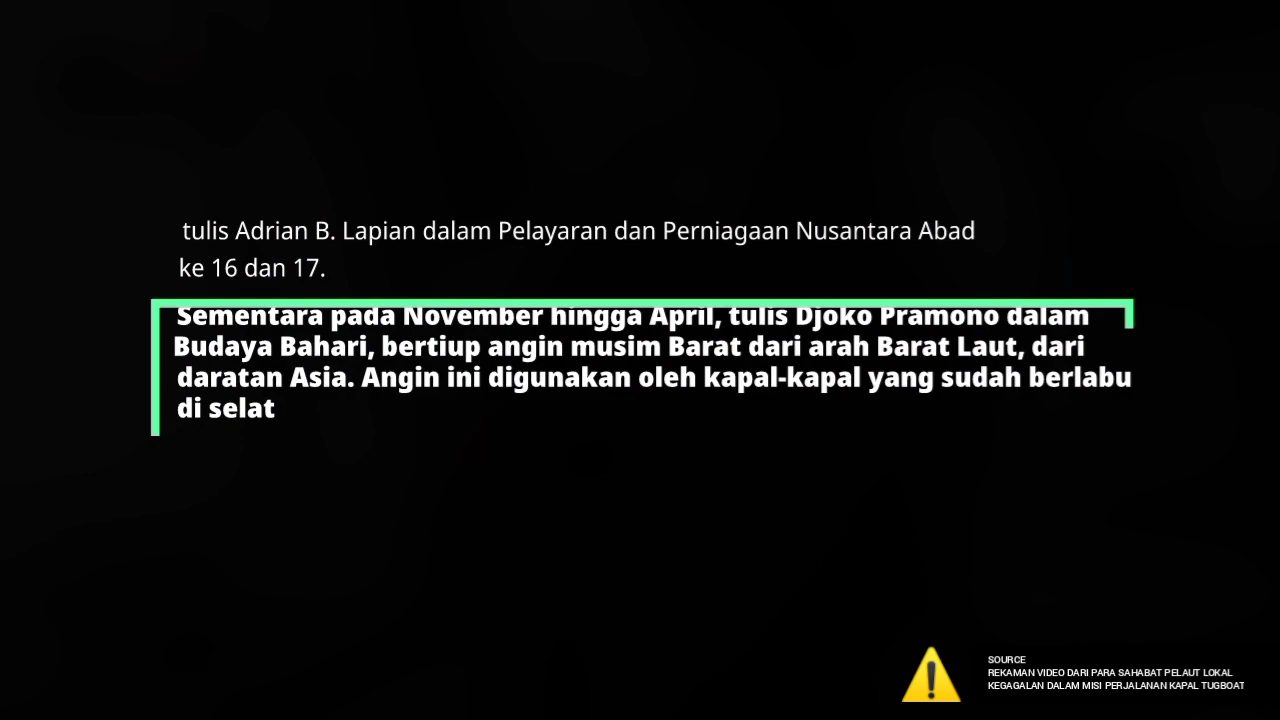 tulis Adrian B. Lapian dalam Pelayaran dan Perniagaan Nusantara Abad
ke 16 dan 17.
Sementara pada November hingga April, tulis Djoko Pramono dalam
Budaya Bahari, bertiup angin musim Barat dari arah Barat Laut, dari
daratan Asia. Angin ini digunakan oleh kapal-kapal yang sudah berlabu
di selat
SOURCE
REKAMAN VIDEO DARI PARA SAHABAT PELAUT LOKAL
KEGAGALAN DALAM MISI PERJALANAN KAPAL TUGBOAT